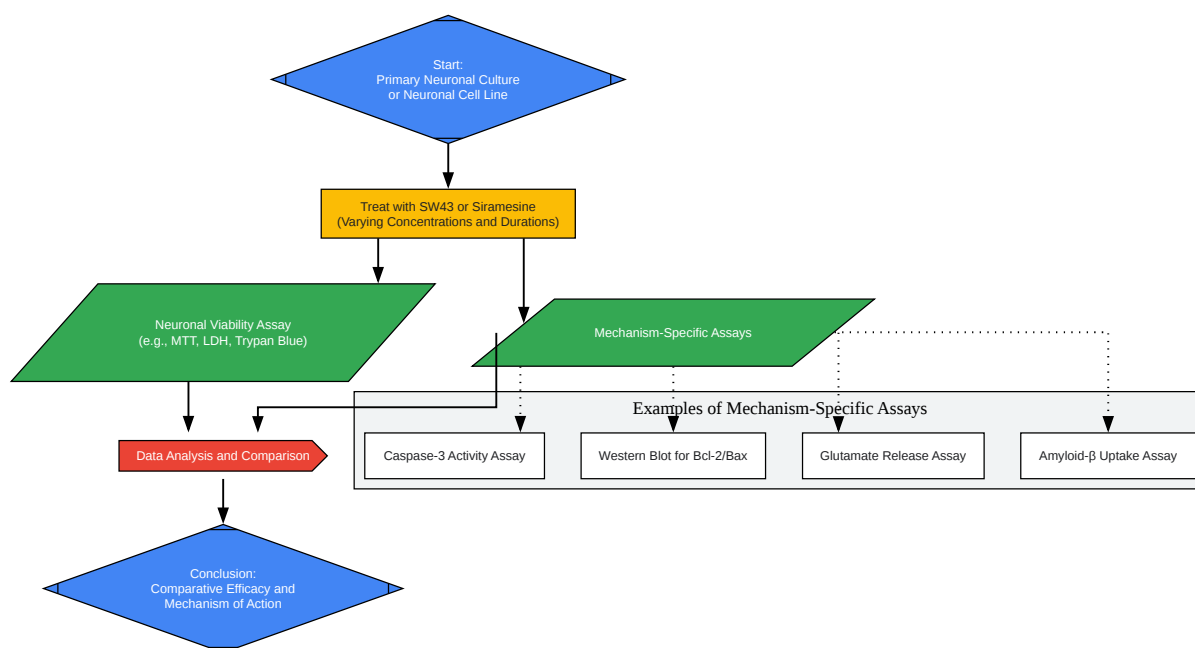 Start:
Primary Neuronal Culture
or Neuronal Cell Line
Treat with SW43 or Siramesine
(Varying Concentrations and Durations)
Neuronal Viability Assay
(e.g., MTT, LDH, Trypan Blue)
Mechanism-Specific Assays
Examples of Mechanism-Specific Assays
Caspase-3 Activity Assay
Western Blot for Bcl-2/Bax
Glutamate Release Assay
Amyloid-β Uptake Assay
Data Analysis and Comparison
Conclusion:
Comparative Efficacy and
Mechanism of Action